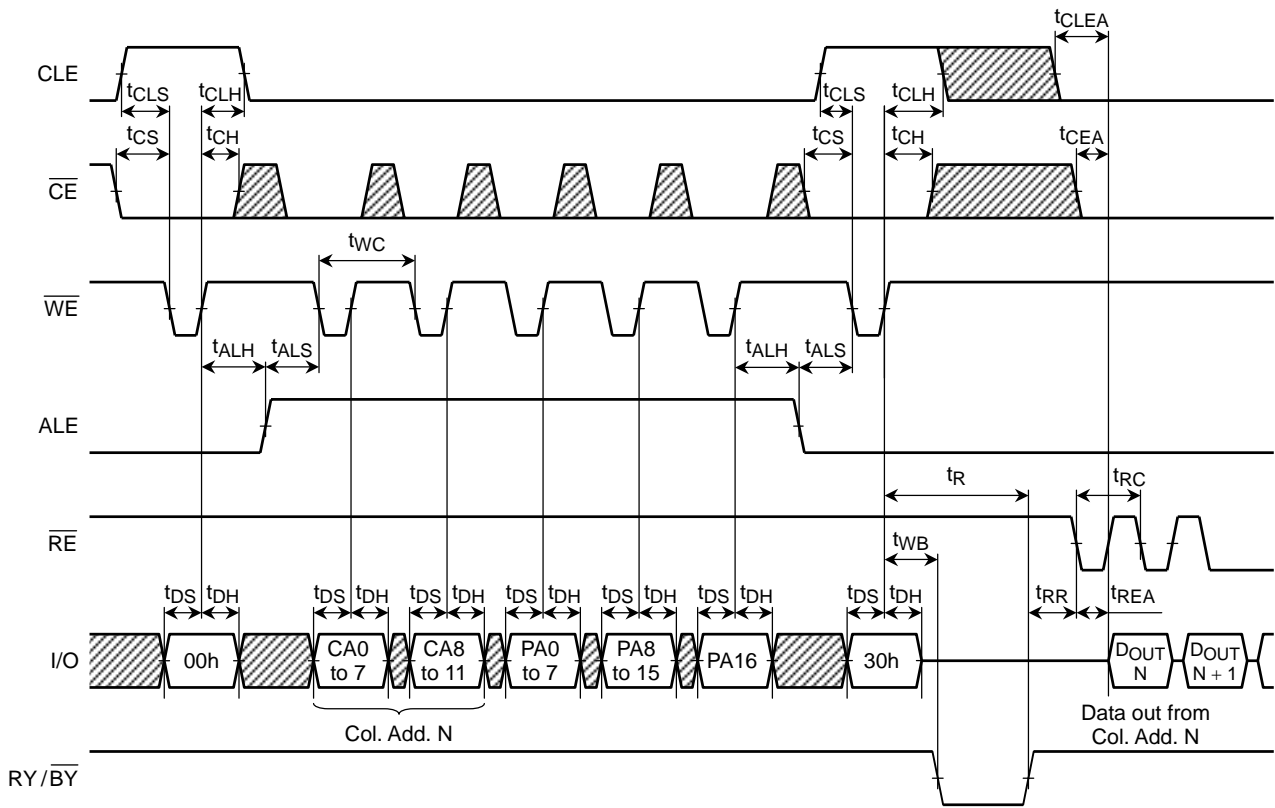 tCLEA
CLE
tCLS tCLH tCLS tCLH
tCS tCH tCS tCH tCEA
CE
tWC
WE
tALH tALS tALH tALS
ALE
tR tRC
RE
tWB
tDS tDH tDS tDH tDS tDH tDS tDH tDS tDH tDS tDH tDS tDH tRR tREA
I/O
00h
CA0
to 7
CA8
to 11
PA0
to 7
PA8
to 15
PA16
30h
DOUT
N
DOUT
N + 1
Col. Add. N
Data out from
Col. Add. N
RY/BY